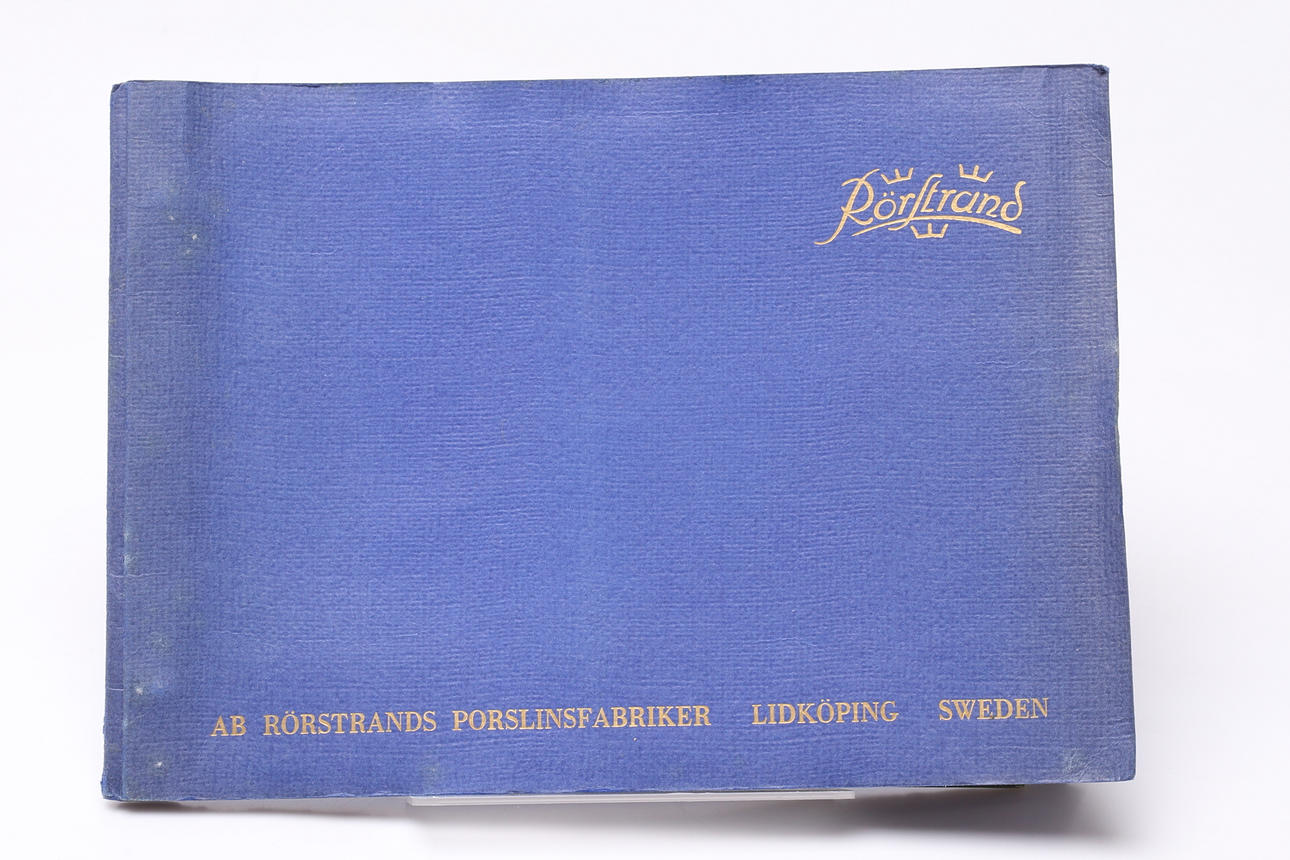 Rörstrand
AB RÖRSTRANDS PORSLINSFABRIKER LIDKÖPING SWEDEN